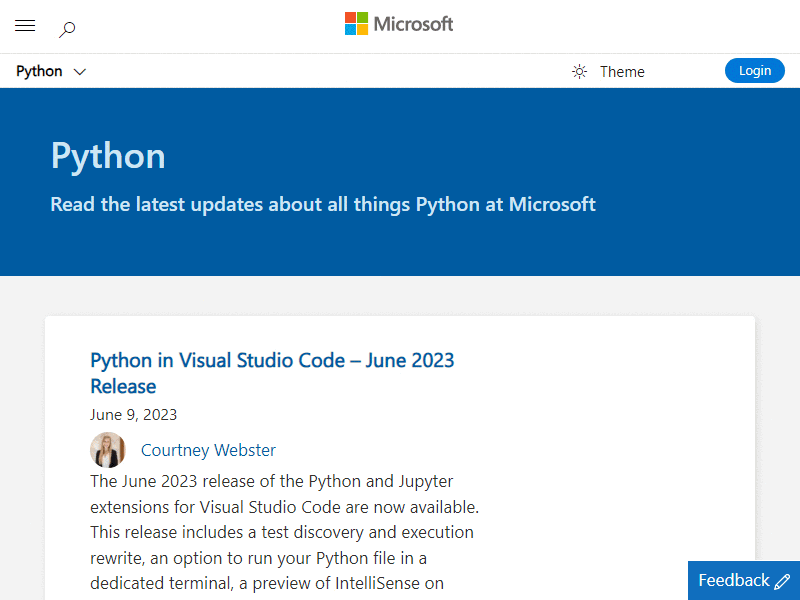 Microsoft
Python
Theme
Login
Python
Read the latest updates about all things Python at Microsoft
Python in Visual Studio Code – June 2023
Release
June 9, 2023
Courtney Webster
The June 2023 release of the Python and Jupyter
extensions for Visual Studio Code are now available.
This release includes a test discovery and execution
rewrite, an option to run your Python file in a
dedicated terminal, a preview of IntelliSense on
Feedback